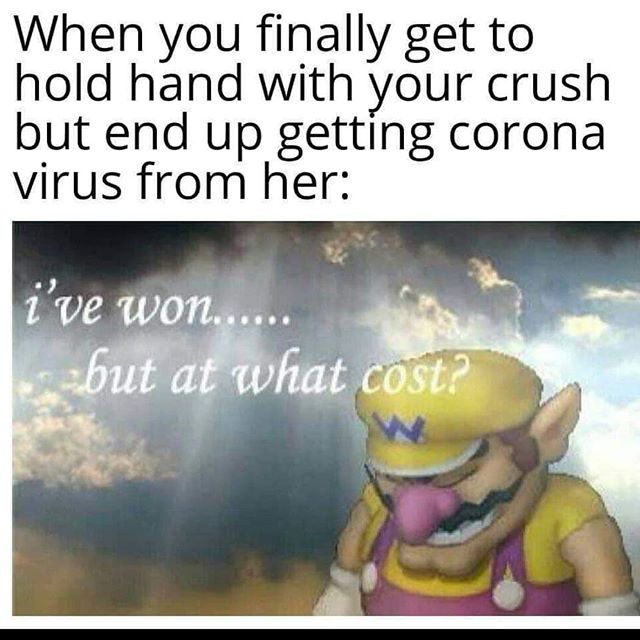 When you finally get to
hold hand with your crush
but end up getting corona
virus from her:
i've won......
but at what cost?
W